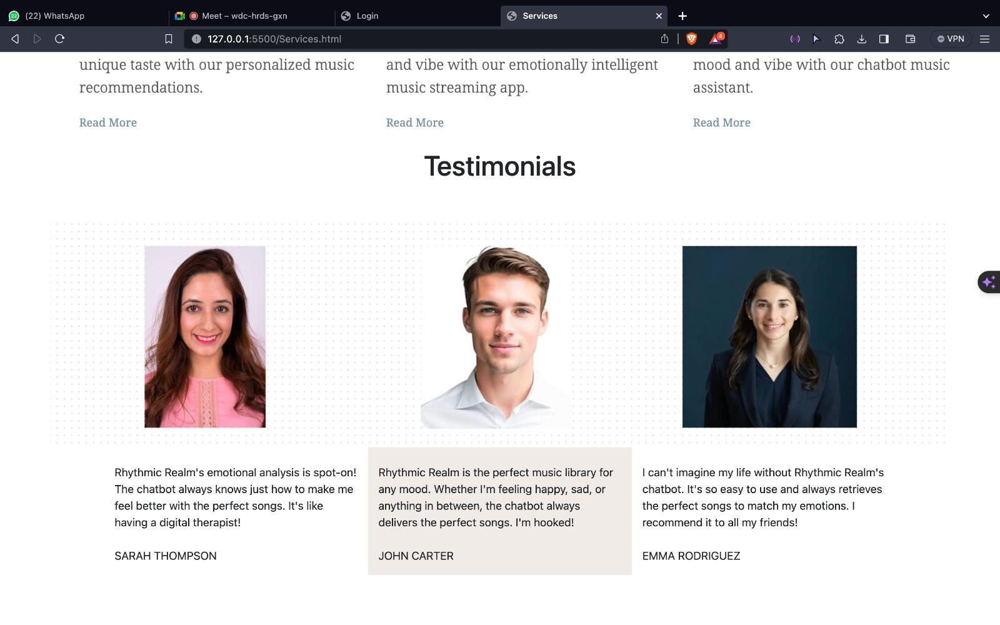 (22) WhatsApp
Meet – wdc-hrds-gxn
Login
Services
127.0.0.1:5500/Services.html
4
VPN
unique taste with our personalized music
recommendations.
Read More
and vibe with our emotionally intelligent
music streaming app.
Read More
mood and vibe with our chatbot music
assistant.
Read More
Testimonials
Rhythmic Realm's emotional analysis is spot-on!
The chatbot always knows just how to make me
feel better with the perfect songs. It's like
having a digital therapist!
SARAH THOMPSON
Rhythmic Realm is the perfect music library for
any mood. Whether I'm feeling happy, sad, or
anything in between, the chatbot always
delivers the perfect songs. I'm hooked!
JOHN CARTER
I can't imagine my life without Rhythmic Realm's
chatbot. It's so easy to use and always retrieves
the perfect songs to match my emotions. I
recommend it to all my friends!
EMMA RODRIGUEZ